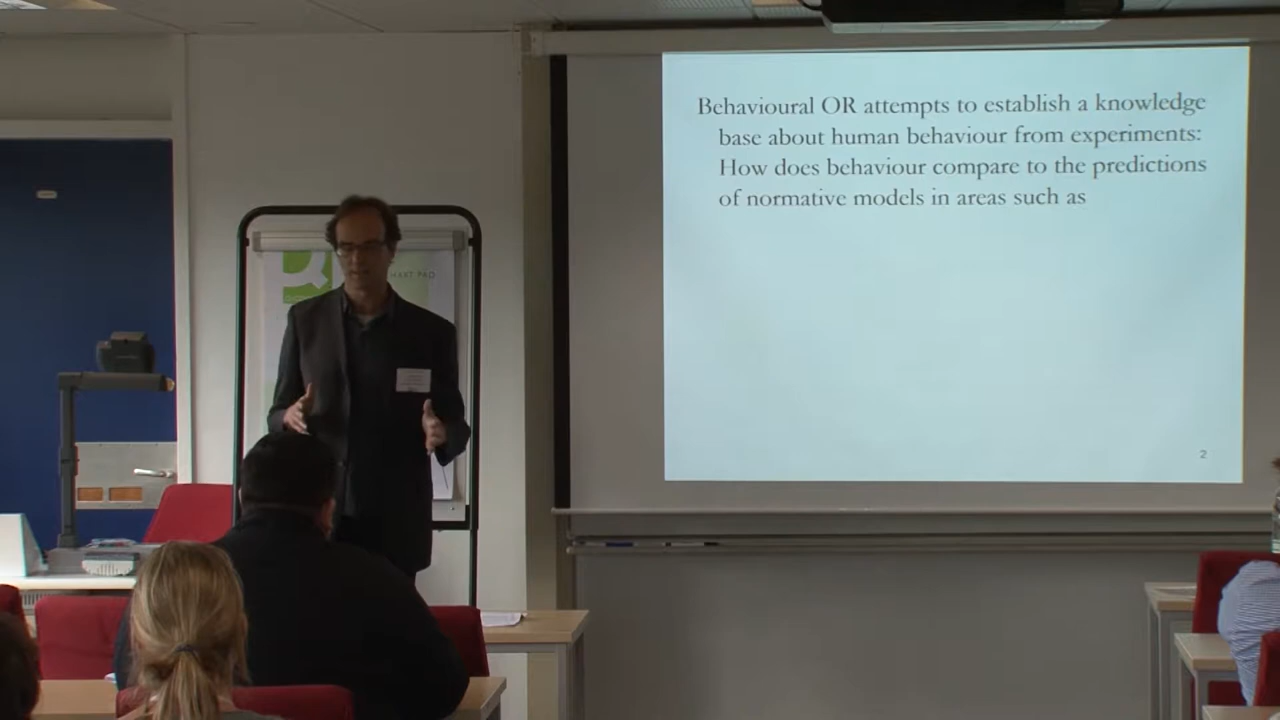 Behavioural OR attempts to establish a knowledge
base about human behaviour from experiments:
How does behaviour compare to the predictions
of normative models in areas such as
2